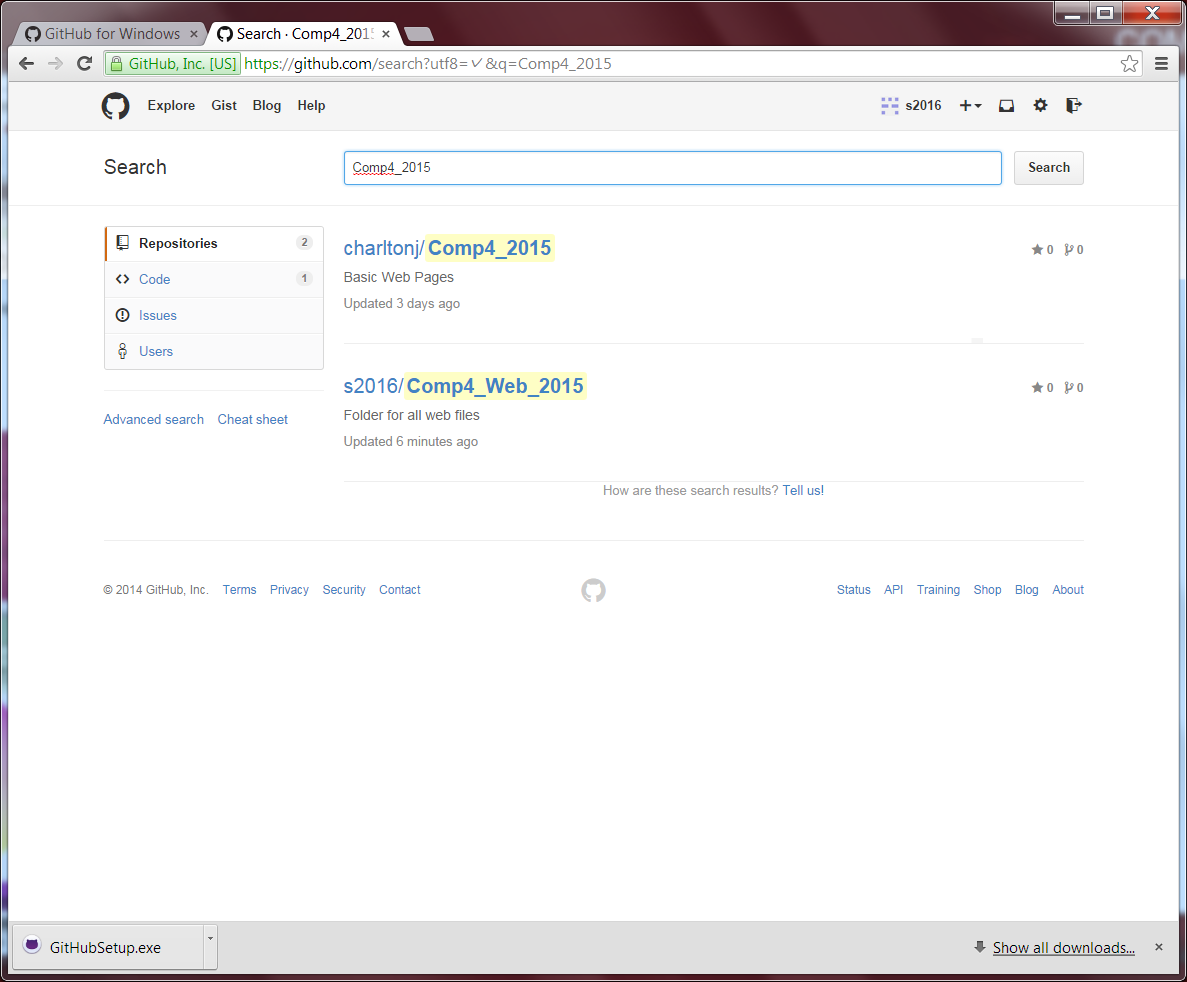 GitHub for Windows
Search · Comp4_2015
GitHub, Inc. [US] https://github.com/search?utf8=✓&q=Comp4_2015
Explore Gist Blog Help s2016
Search Comp4_2015 Search
Repositories 2
Code 1
Issues
Users
Advanced search Cheat sheet
charltonj/Comp4_2015 0 0
Basic Web Pages
Updated 3 days ago
s2016/Comp4_Web_2015 0 0
Folder for all web files
Updated 6 minutes ago
How are these search results? Tell us!
© 2014 GitHub, Inc. Terms Privacy Security Contact Status API Training Shop Blog About
GitHubSetup.exe Show all downloads...